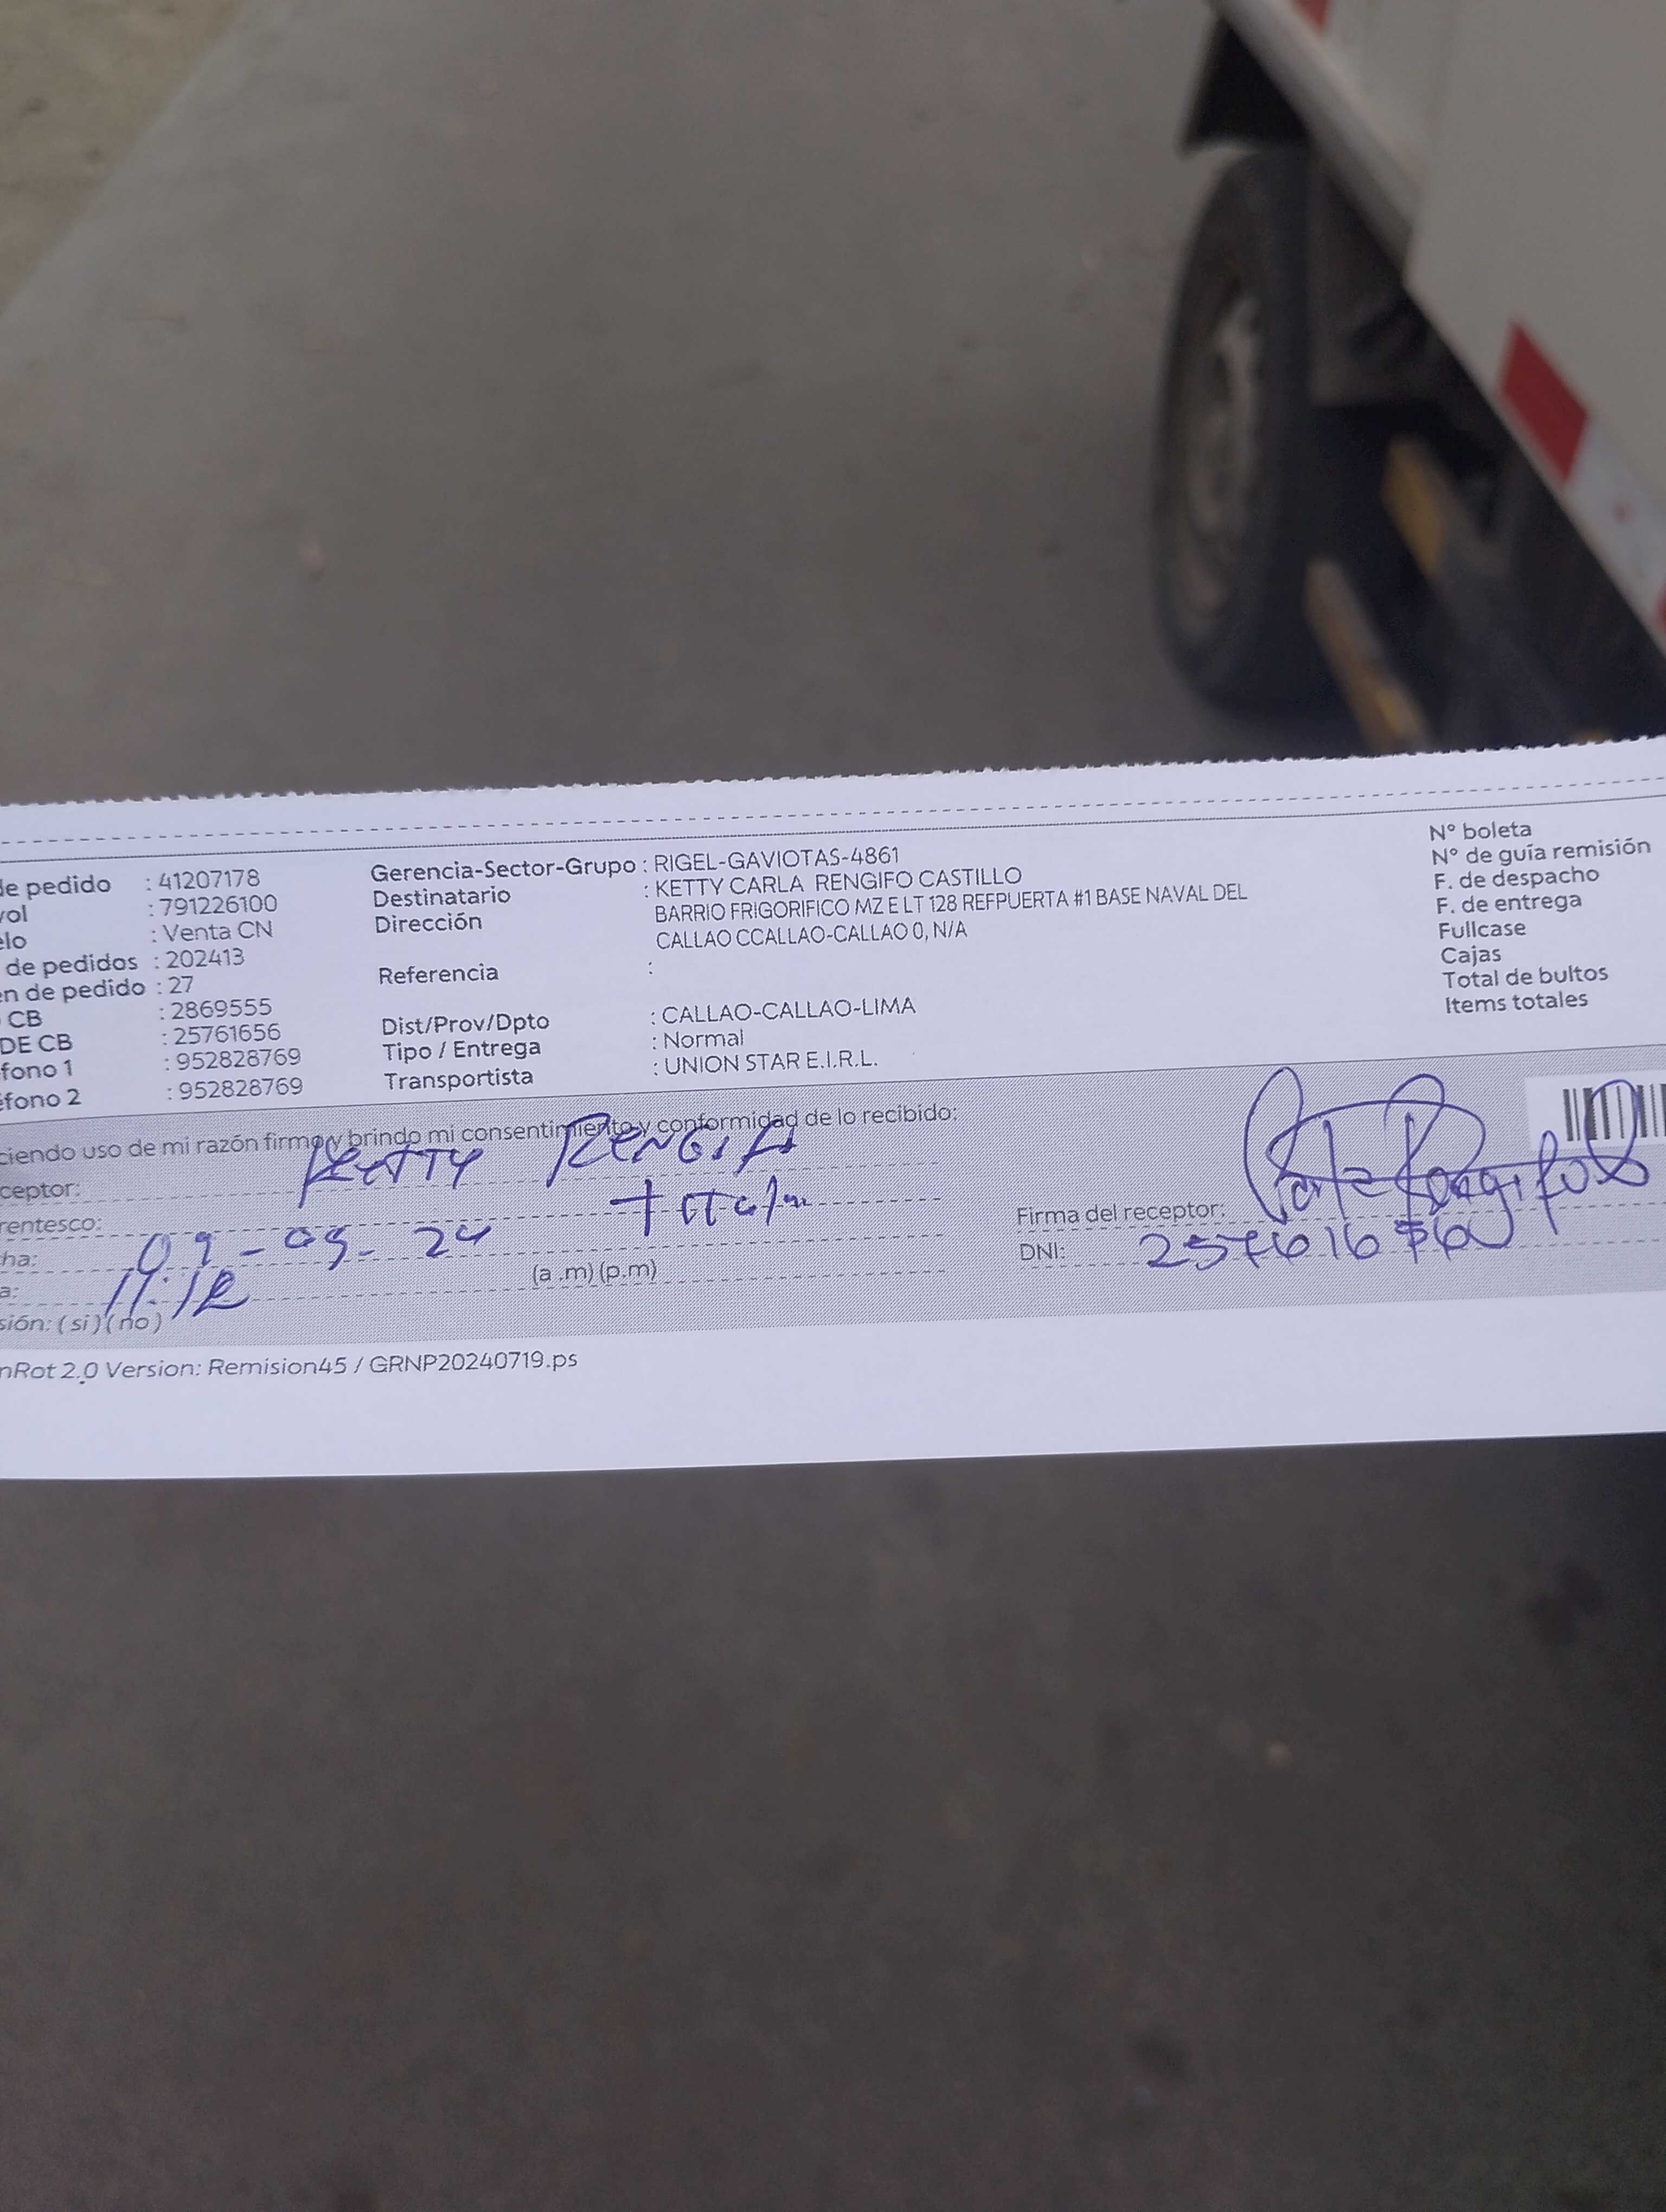 de pedido : 41207178
vol : 791226100
elo : Venta CN
de pedidos : 202413
en de pedido : 27
CB : 2869555
DE CB : 25761656
fono 1 : 952828769
éfono 2 : 952828769
Gerencia-Sector-Grupo : RIGEL-GAVIOTAS-4861
Destinatario : KETTY CARLA RENGIFO CASTILLO
Dirección BARRIO FRIGORIFICO MZ E LT 128 REFPUERTA #1 BASE NAVAL DEL
CALLAO CCALLAO-CALLAO 0, N/A
Referencia :
Dist/Prov/Dpto : CALLAO-CALLAO-LIMA
Tipo / Entrega : Normal
Transportista : UNION STAR E.I.R.L.
N° boleta
N° de guía remisión
F. de despacho
F. de entrega
Fullcase
Cajas
Total de bultos
Items totales
ciendo uso de mi razón firmo y brindo mi consentimiento y conformidad de lo recibido:
ceptor: KETTY RENGIFO
rentesco:
ha: 09-09-24
a: 11:12 (a .m) (p.m)
sión: ( si ) ( no )
Firma del receptor:
DNI: 25761656
nRot 2.0 Version: Remision45 / GRNP20240719.ps